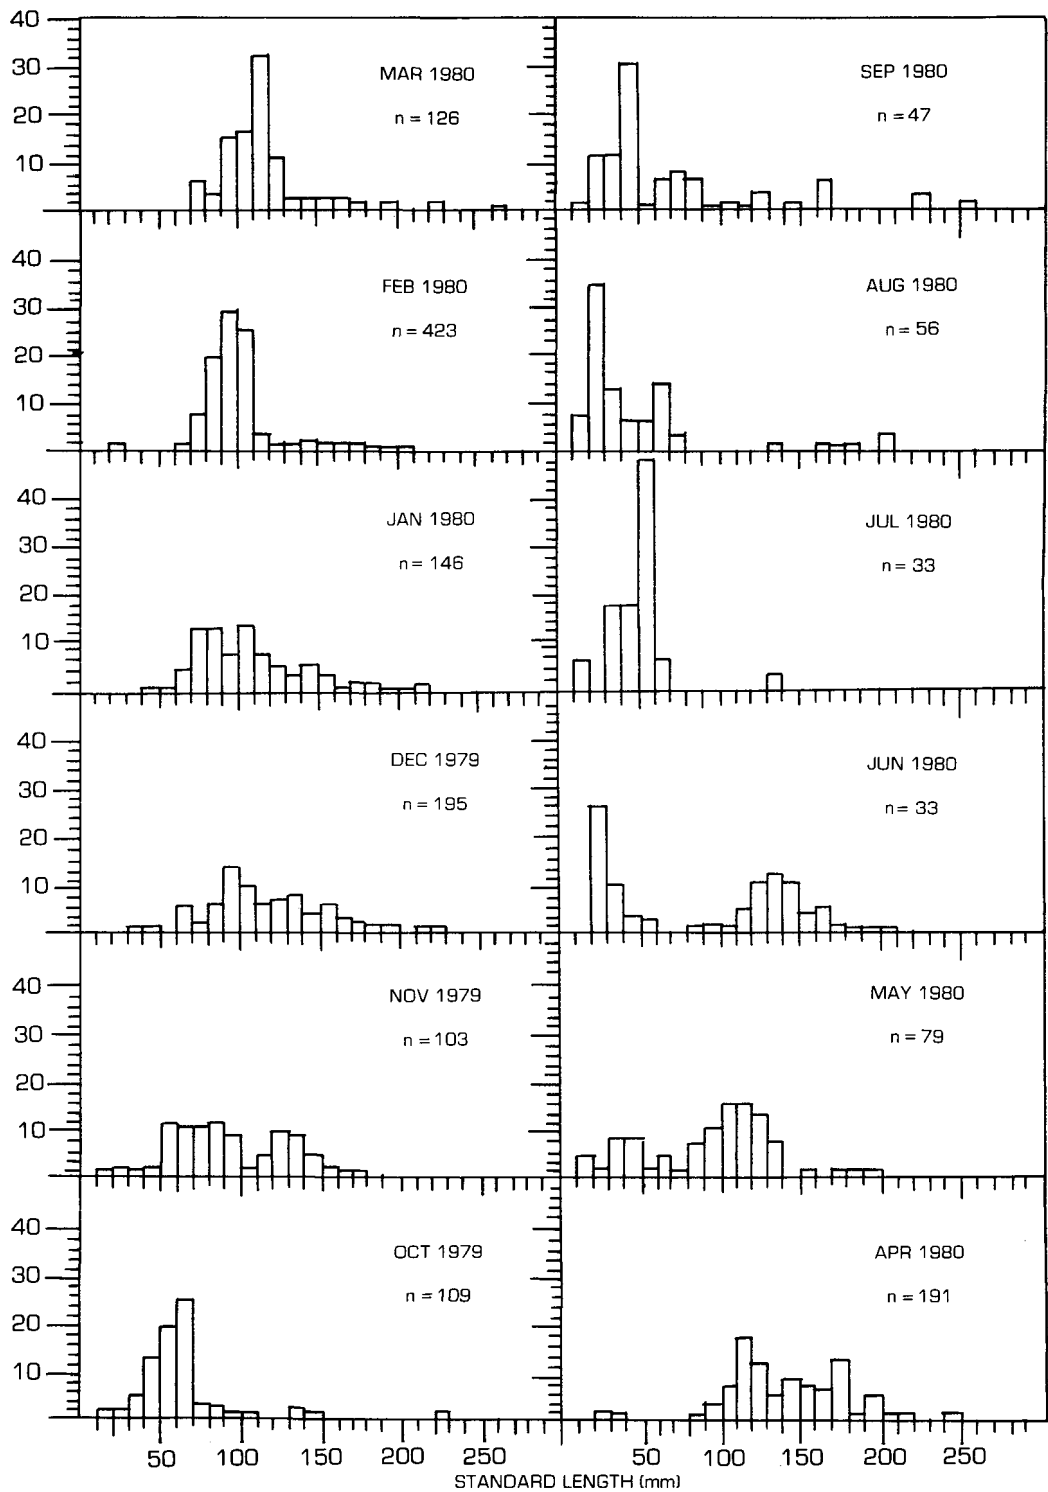 40
30
20
10
MAR 1980
n = 126
SEP 1980
n = 47
40
30
20
10
FEB 1980
n = 423
AUG 1980
n = 56
40
30
20
10
JAN 1980
n = 146
JUL 1980
n = 33
40
30
20
10
DEC 1979
n = 195
JUN 1980
n = 33
40
30
20
10
NOV 1979
n = 103
MAY 1980
n = 79
40
30
20
10
OCT 1979
n = 109
APR 1980
n = 191
50 100 150 200 250 50 100 150 200 250
STANDARD LENGTH (mm)